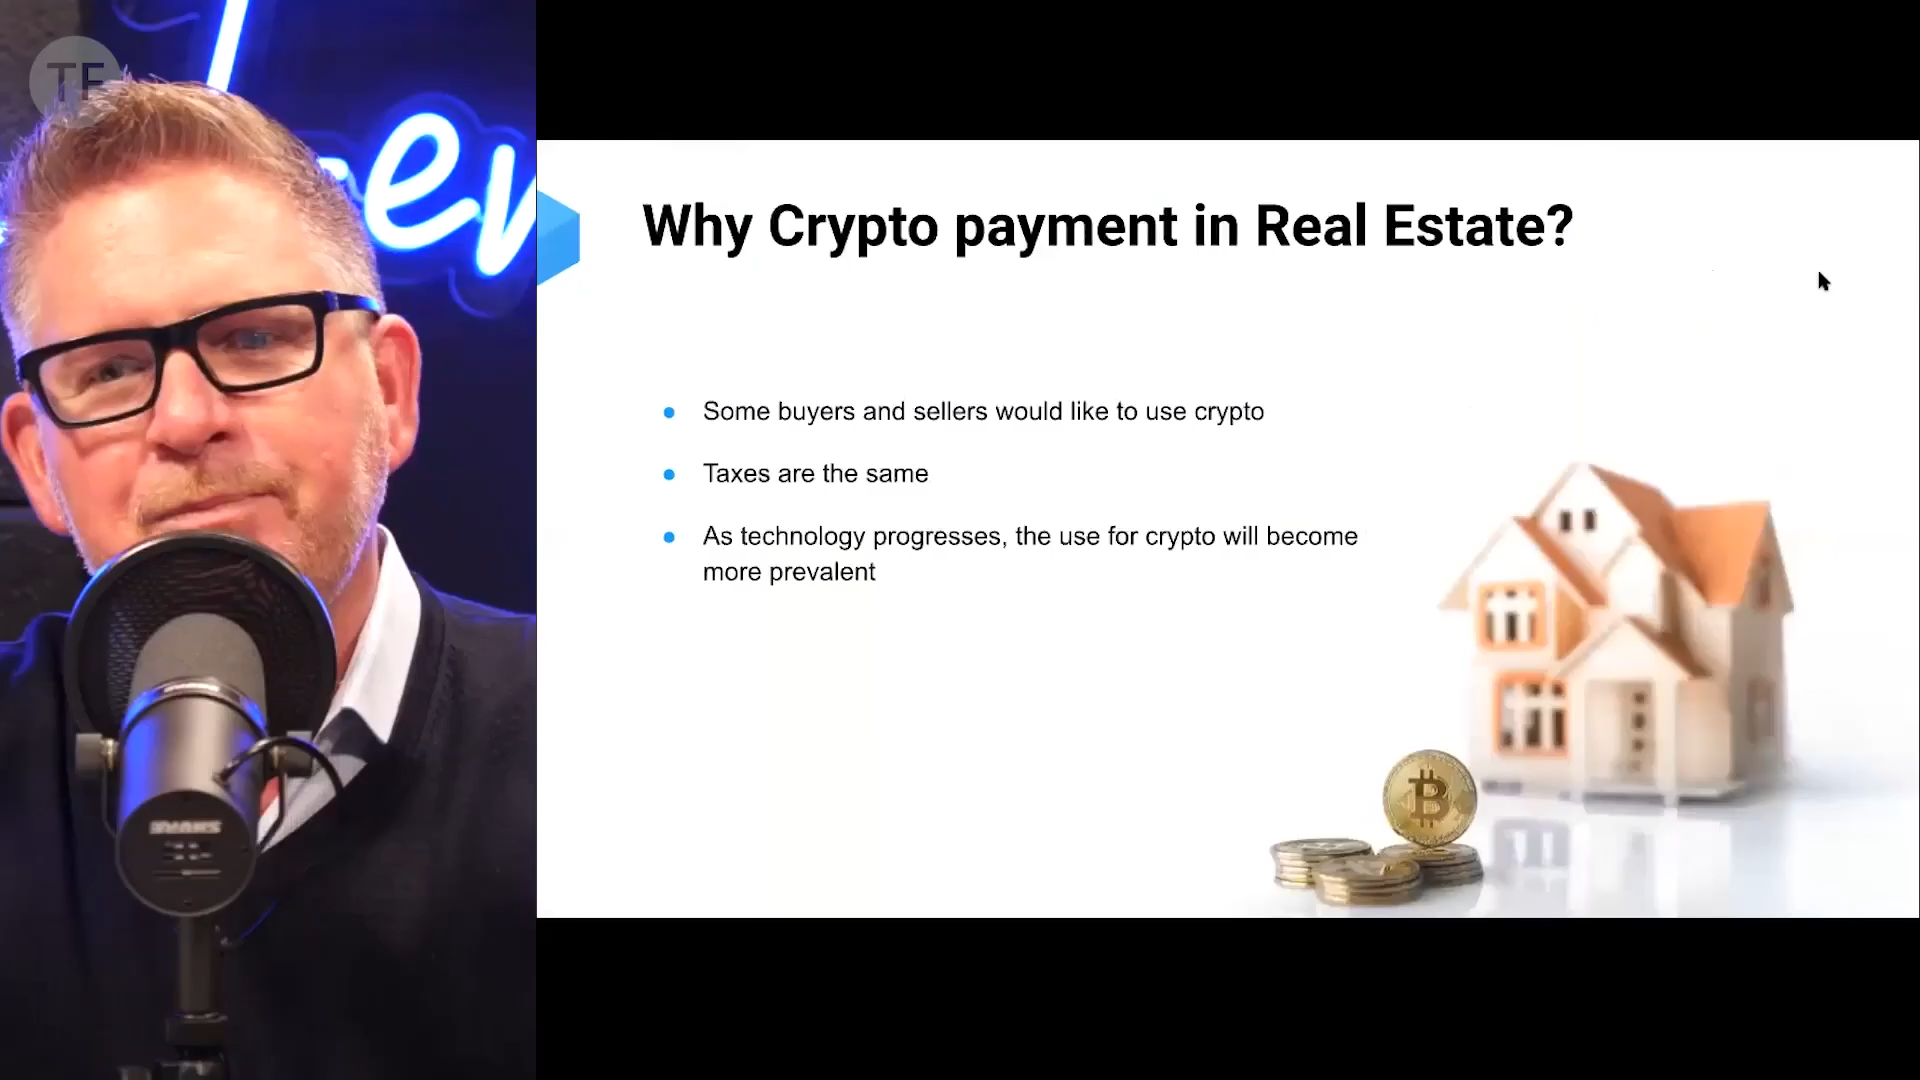 TF
er
Why Crypto payment in Real Estate?
Some buyers and sellers would like to use crypto
Taxes are the same
As technology progresses, the use for crypto will become
more prevalent
B